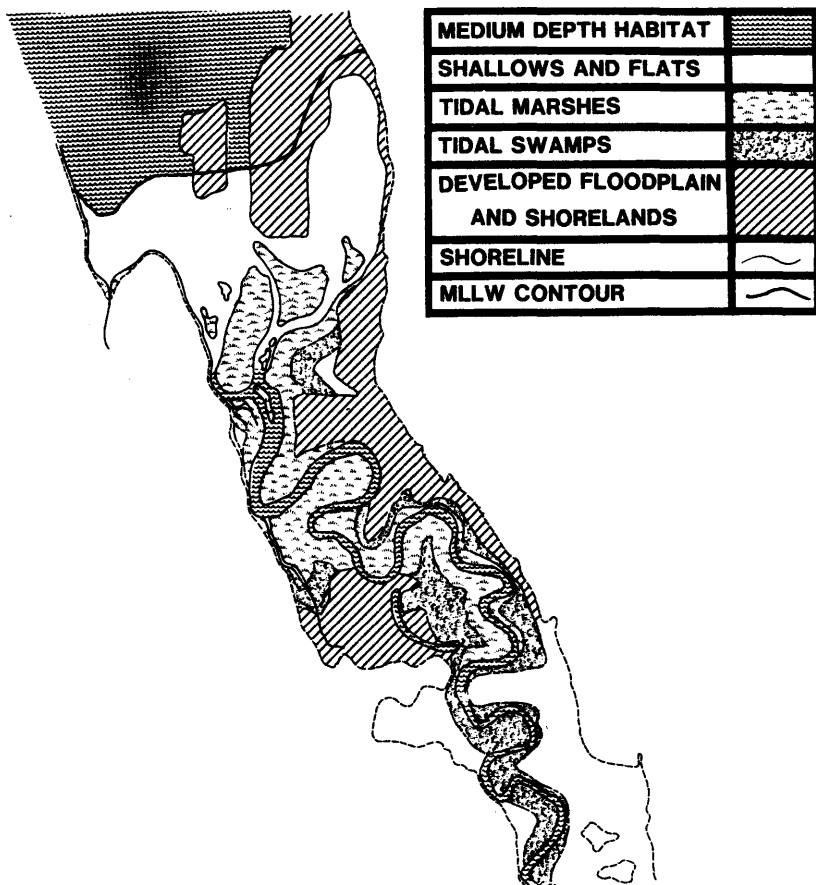 MEDIUM DEPTH HABITAT
SHALLOWS AND FLATS
TIDAL MARSHES
TIDAL SWAMPS
DEVELOPED FLOODPLAIN
AND SHORELANDS
SHORELINE
MLLW CONTOUR